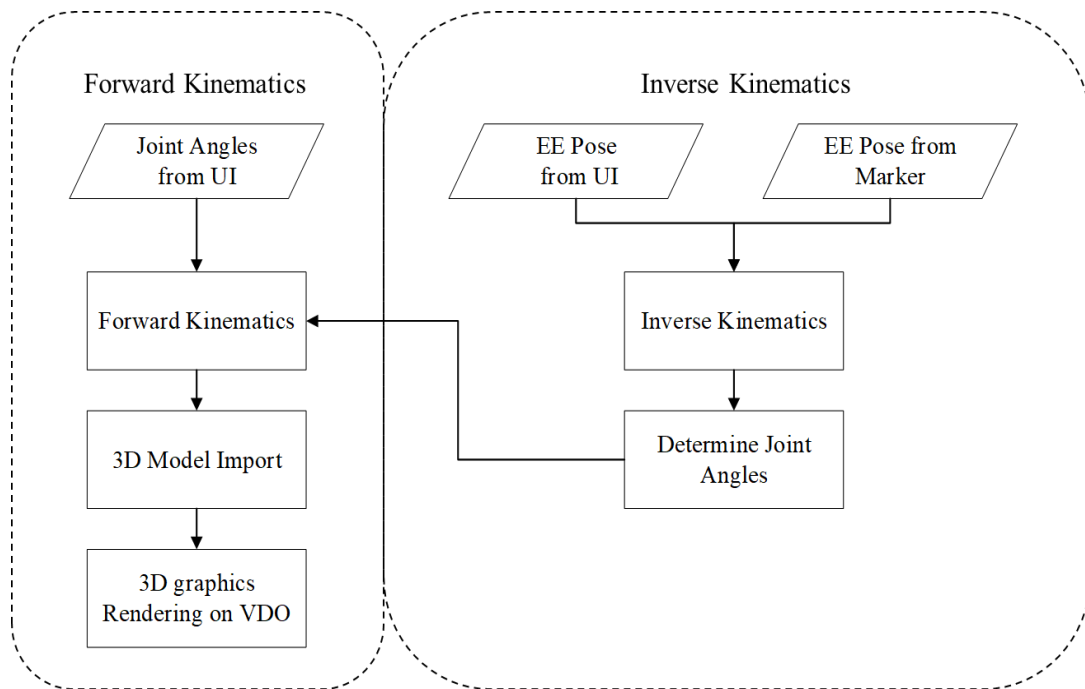 Forward Kinematics
Joint Angles
from UI
Forward Kinematics
3D Model Import
3D graphics
Rendering on VDO
Inverse Kinematics
EE Pose
from UI
EE Pose from
Marker
Inverse Kinematics
Determine Joint
Angles